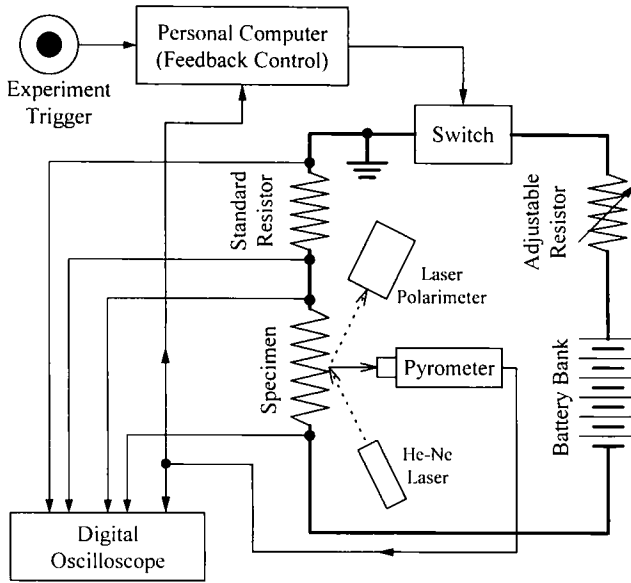 Personal Computer
(Feedback Control)
Experiment
Trigger
Switch
Standard
Resistor
Adjustable
Resistor
Laser
Polarimeter
Specimen
Pyrometer
Battery Bank
He-Ne
Laser
Digital
Oscilloscope